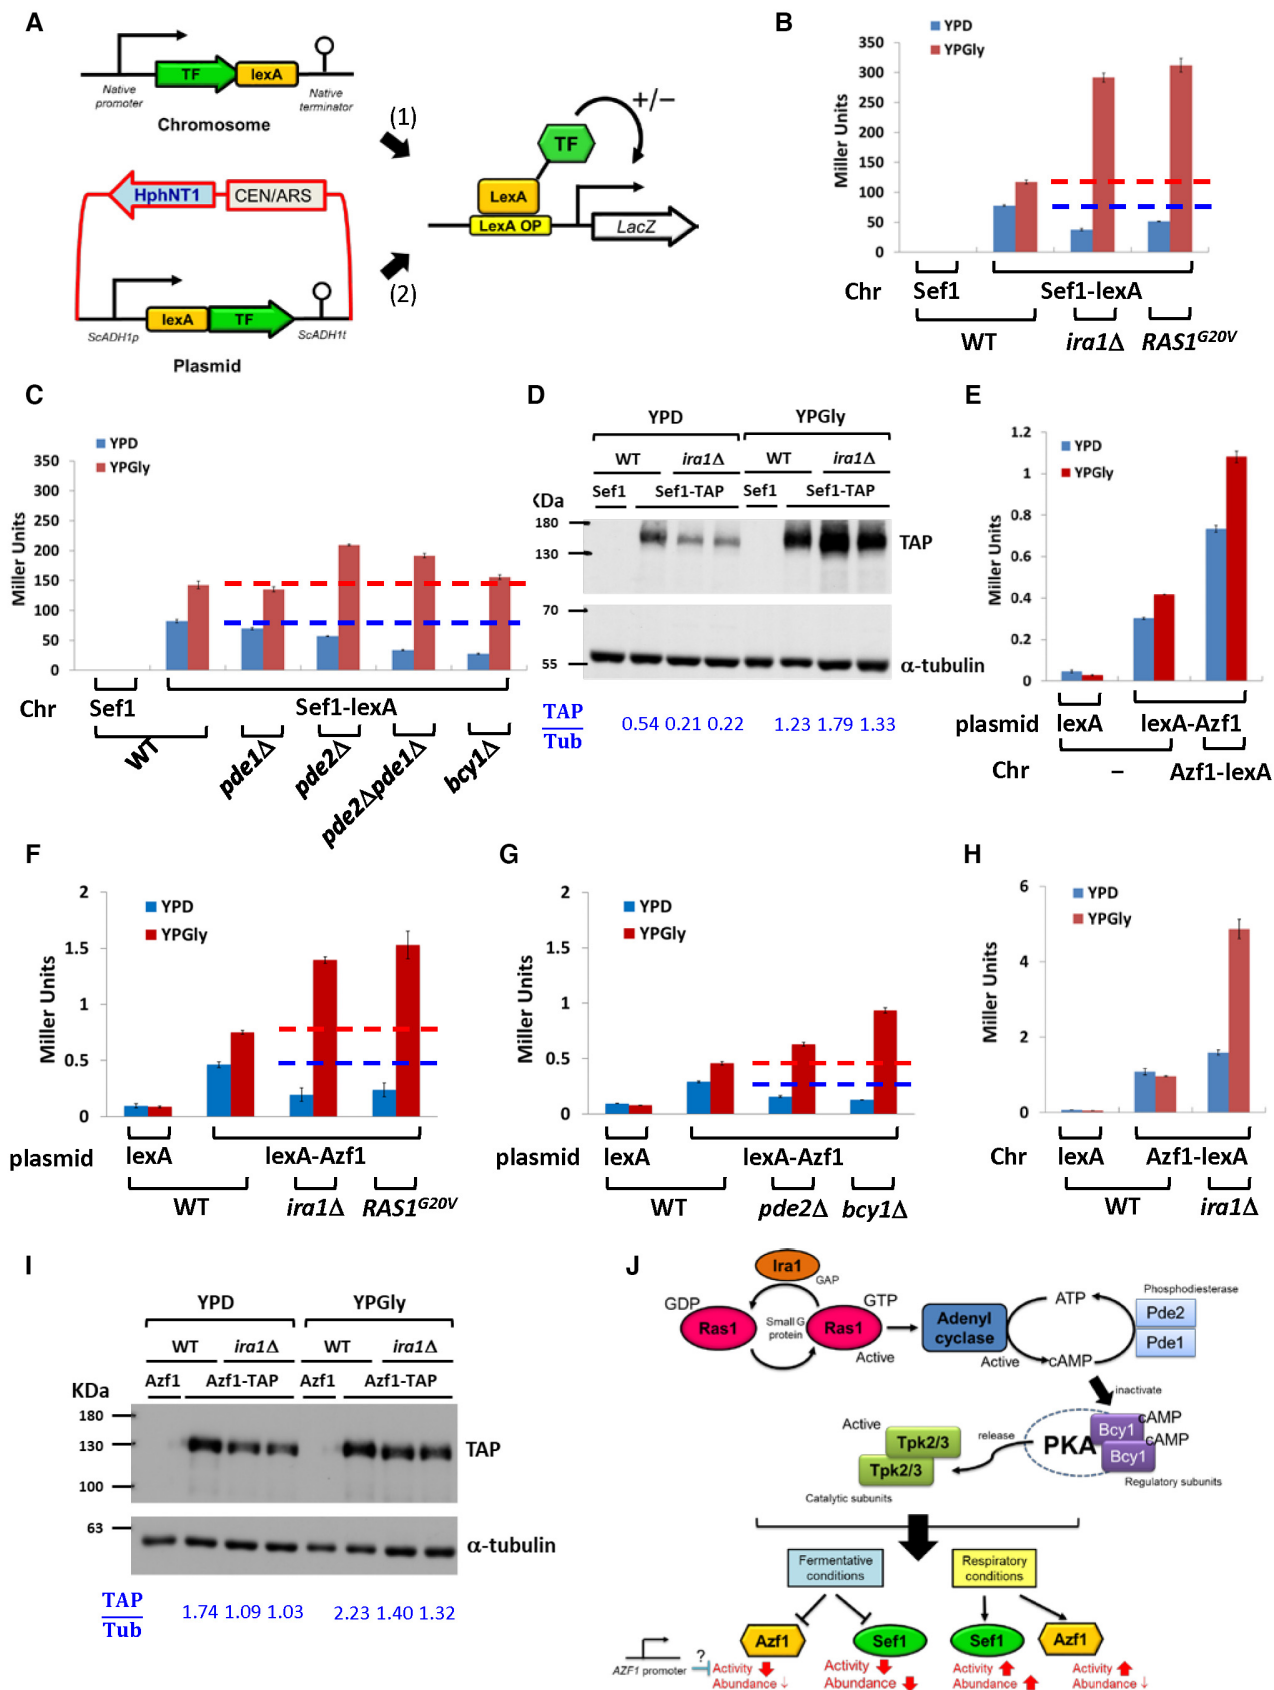 A
TF
lexA
Native promoter
Native terminator
Chromosome
(1)
HphNT1
CEN/ARS
lexA
TF
ScADH1p
ScADH1t
Plasmid
(2)
TF
+/−
LexA
LexA OP
LacZ
B
YPD
YPGly
Miller Units
350
300
250
200
150
100
50
0
Chr
Sef1
Sef1-lexA
WT
ira1Δ
RAS1G20V
C
YPD
YPGly
Miller Units
350
300
250
200
150
100
50
0
Chr
Sef1
Sef1-lexA
WT
pde1Δ
pde2Δ
pde2Δpde1Δ
bcy1Δ
D
YPD
YPGly
WT
ira1Δ
WT
ira1Δ
Sef1
Sef1-TAP
Sef1
Sef1-TAP
KDa
180
130
TAP
70
55
α-tubulin
TAP
Tub
0.54 0.21 0.22 1.23 1.79 1.33
E
YPD
YPGly
Miller Units
1.2
1
0.8
0.6
0.4
0.2
0
plasmid
lexA
lexA-Azf1
Chr
–
Azf1-lexA
F
YPD
YPGly
Miller Units
2
1.5
1
0.5
0
plasmid
lexA
lexA-Azf1
WT
ira1Δ
RAS1G20V
G
YPD
YPGly
Miller Units
2
1.5
1
0.5
0
plasmid
lexA
lexA-Azf1
WT
pde2Δ
bcy1Δ
H
YPD
YPGly
Miller Units
6
4
2
0
Chr
lexA
Azf1-lexA
WT
ira1Δ
I
YPD
YPGly
WT
ira1Δ
WT
ira1Δ
Azf1
Azf1-TAP
Azf1
Azf1-TAP
KDa
180
130
100
TAP
63
α-tubulin
TAP
Tub
1.74 1.09 1.03 2.23 1.40 1.32
J
Ira1
GAP
GDP
GTP
Ras1
Small G protein
Ras1
Active
Adenyl cyclase
Active
ATP
cAMP
Phosphodiesterase
Pde2
Pde1
inactivate
PKA
Bcy1
cAMP
Bcy1
cAMP
Regulatory subunits
release
Active
Tpk2/3
Tpk2/3
Catalytic subunits
Fermentative conditions
Respiratory conditions
Azf1
Sef1
Sef1
Azf1
AZF1 promoter
?
Activity
Abundance ↓
Activity
Abundance
Activity
Abundance
Activity
Abundance ↓